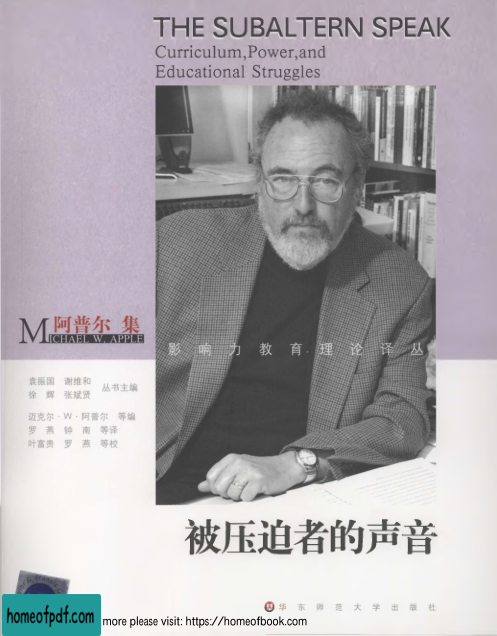 THE SUBALTERN SPEAK
Curriculum,Power,and
Educational Struggles
阿普尔 集
MICHAEL W. APPLE
影响力教育理论译丛
袁振国 谢维和
徐 辉 张斌贤
丛书主编
迈克尔·W·阿普尔 等编
罗 燕 钟 南 等译
叶富贵 罗 燕 等校
被压迫者的声音
华东师范大学出版社
homeofpdf.com
more please visit: https://homeofbook.com